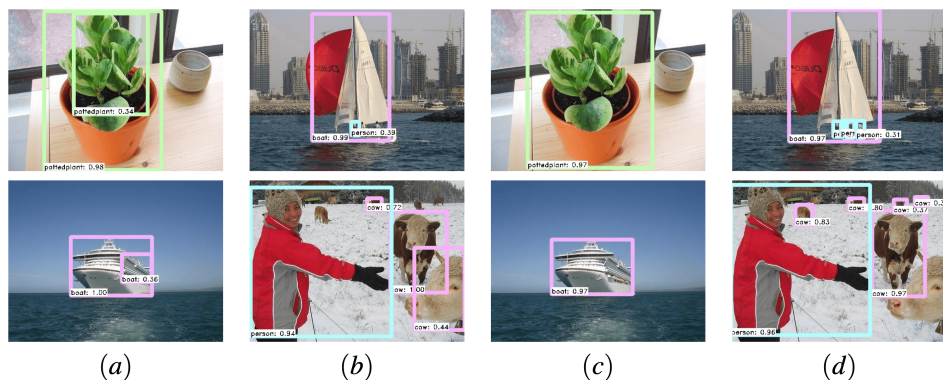 pottedplant: 0.34
pottedplant: 0.98
boat: 0.99
person: 0.39
pottedplant: 0.97
boat: 0.97
person: 0.31
boat: 0.36
boat: 1.00
cow: 0.72
cow: 1.00
cow: 0.44
person: 0.94
boat: 0.97
cow: 0.83
cow: 0.37
cow: 0.97
person: 0.96
(a) (b) (c) (d)